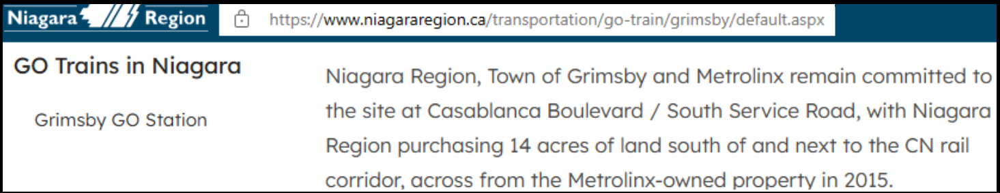 Niagara Region https://www.niagararegion.ca/transportation/go-train/grimsby/default.aspx
GO Trains in Niagara
Grimsby GO Station
Niagara Region, Town of Grimsby and Metrolinx remain committed to
the site at Casablanca Boulevard / South Service Road, with Niagara
Region purchasing 14 acres of land south of and next to the CN rail
corridor, across from the Metrolinx-owned property in 2015.